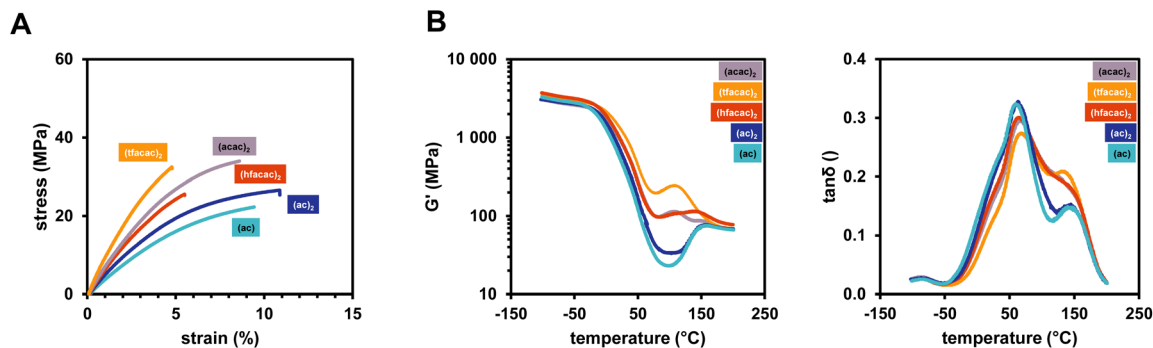 A
stress (MPa)
60
40
20
0
0
5
10
15
strain (%)
(tfacac)2
(acac)2
(hfacac)2
(ac)2
(ac)
B
G' (MPa)
10 000
1 000
100
10
-150
-50
50
150
250
temperature (°C)
(acac)2
(tfacac)2
(hfacac)2
(ac)2
(ac)
tanδ ()
0.4
0.3
0.2
0.1
0.0
-150
-50
50
150
250
temperature (°C)
(acac)2
(tfacac)2
(hfacac)2
(ac)2
(ac)